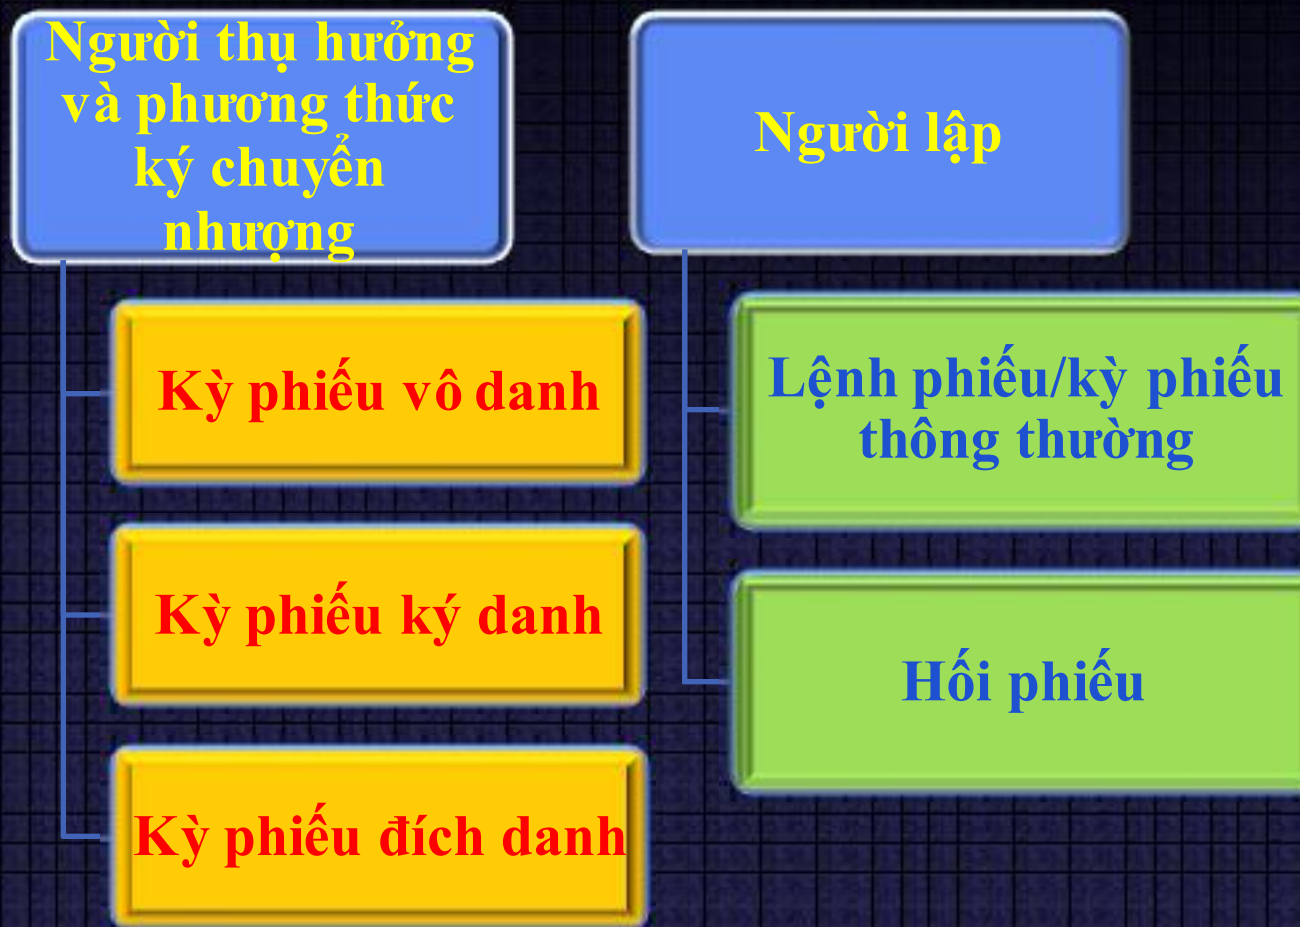 Người thụ hưởng
và phương thức
ký chuyển
nhượng
Kỳ phiếu vô danh
Kỳ phiếu ký danh
Kỳ phiếu đích danh
Người lập
Lệnh phiếu/kỳ phiếu
thông thường
Hối phiếu